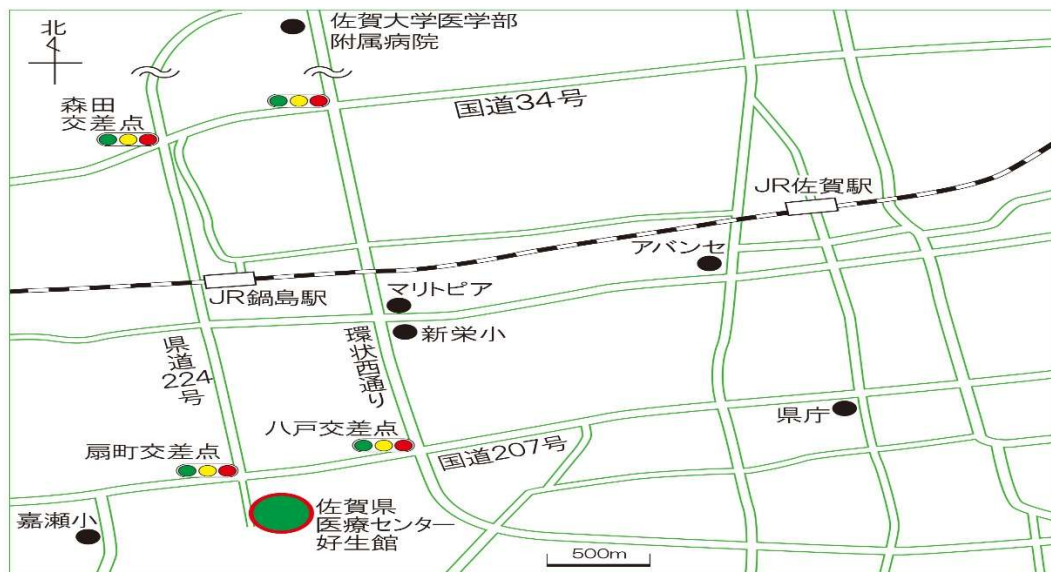 北
佐賀大学医学部
附属病院
森田
交差点
国道34号
JR佐賀駅
アバンセ
JR鍋島駅
マリトピア
新栄小
県道224号
環状西通り
県庁
八戸交差点
国道207号
扇町交差点
佐賀県
医療センター
好生館
嘉瀬小
500m